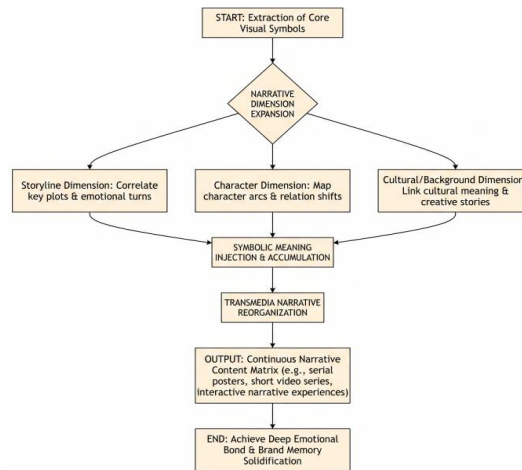 START: Extraction of Core
Visual Symbols
NARRATIVE
DIMENSION
EXPANSION
Storyline Dimension: Correlate
key plots & emotional turns
Character Dimension: Map
character arcs & relation shifts
Cultural/Background Dimension
Link cultural meaning &
creative stories
SYMBOLIC MEANING
INJECTION & ACCUMULATION
TRANSMEDIA NARRATIVE
REORGANIZATION
OUTPUT: Continuous Narrative
Content Matrix (e.g., serial
posters, short video series,
interactive narrative experiences)
END: Achieve Deep Emotional
Bond & Brand Memory
Solidification